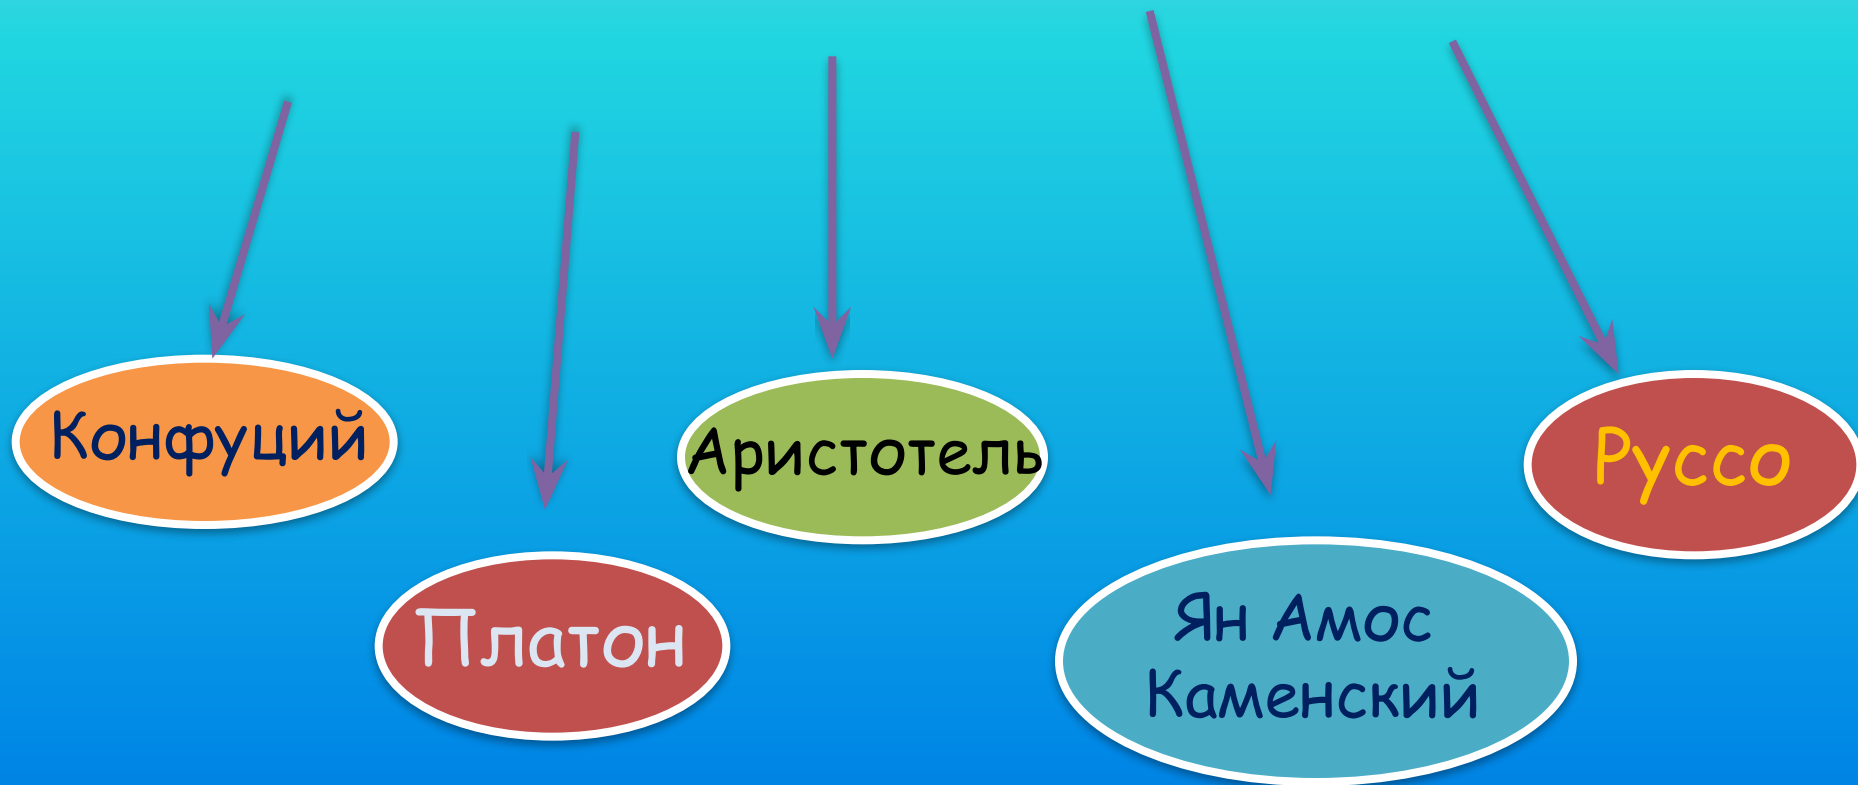 Конфуций
Платон
Аристотель
Ян Амос
Каменский
Руссо